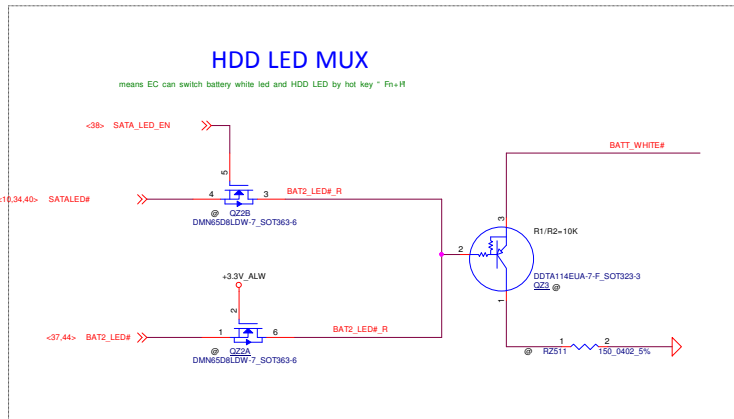 HDD LED MUX
means EC can switch battery white led and HDD LED by hot key " Fn+H"
<38> SATA_LED_EN
BATT_WHITE#
5
<10,34,40> SATALED#
4
3
BAT2_LED#_R
@ QZ2B
DMN65D8LDW-7_SOT363-6
3
R1/R2=10K
2
DDTA114EUA-7-F_SOT323-3
QZ3 @
+3.3V_ALW
2
1
<37,44> BAT2_LED#
1
6
BAT2_LED#_R
@ QZ2A
DMN65D8LDW-7_SOT363-6
1
2
@ RZ511
150_0402_5%